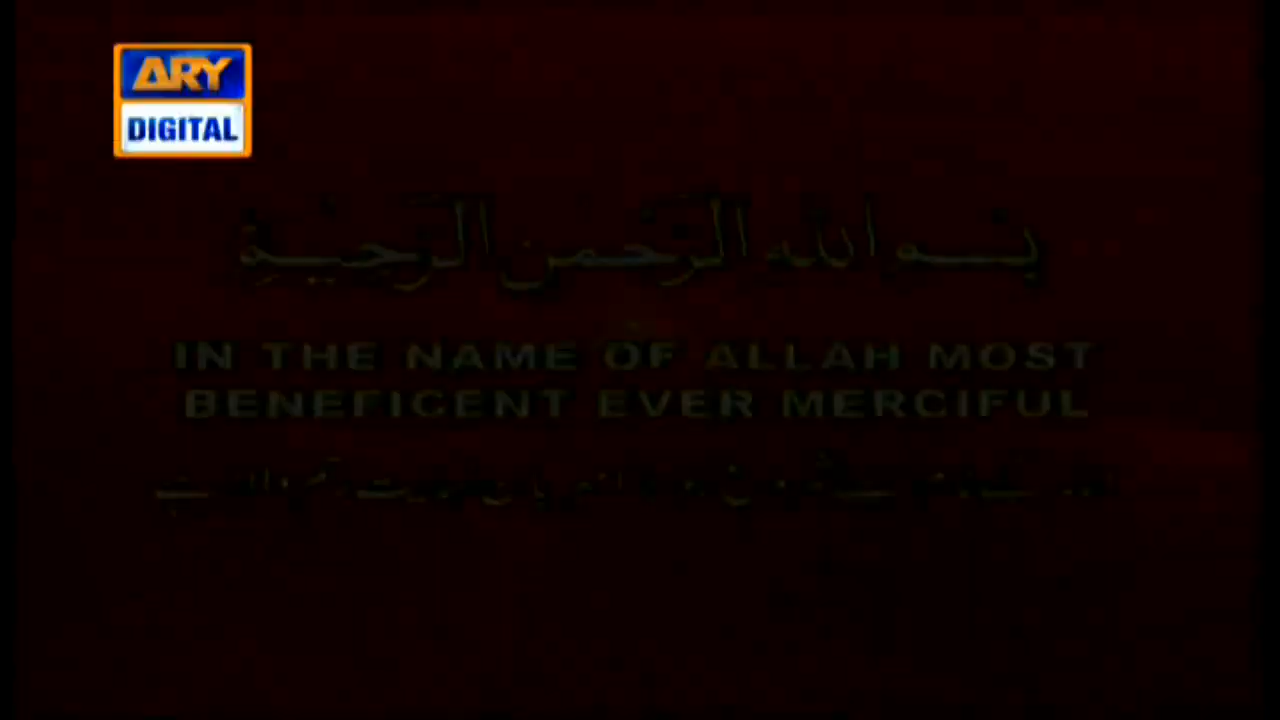 ARY
DIGITAL
بسم الله الرحمن الرحيم
IN THE NAME OF ALLAH MOST
BENEFICENT EVER MERCIFUL